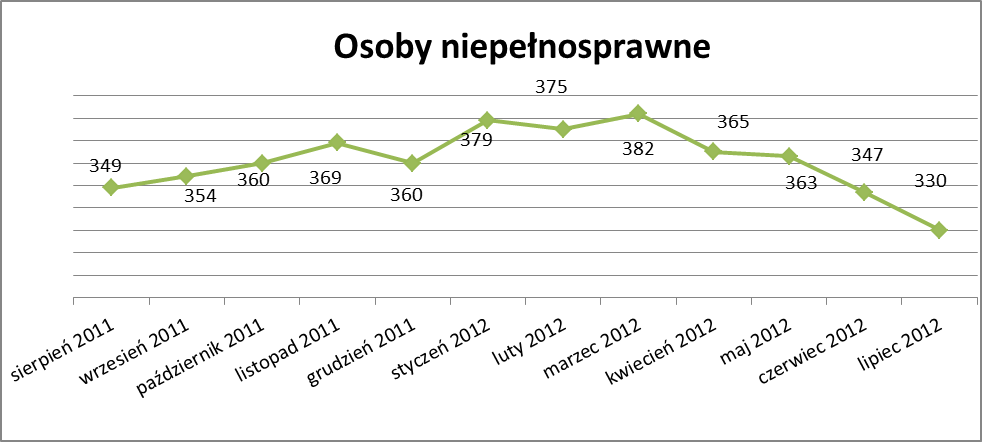 Osoby niepełnosprawne
349
354
360
369
360
379
375
382
365
363
347
330
sierpień 2011
wrzesień 2011
październik 2011
listopad 2011
grudzień 2011
styczeń 2012
luty 2012
marzec 2012
kwiecień 2012
maj 2012
czerwiec 2012
lipiec 2012